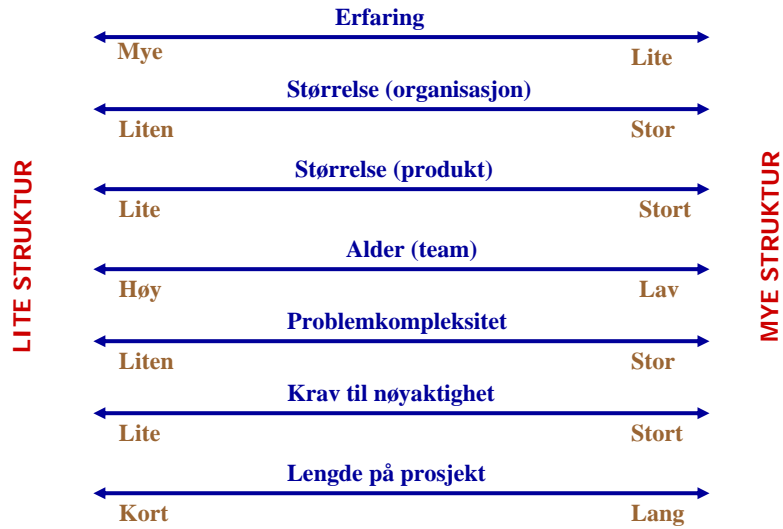 Erfaring
Mye
Lite
Størrelse (organisasjon)
Liten
Stor
Størrelse (produkt)
Lite
Stort
Alder (team)
Høy
Lav
Problemkompleksitet
Liten
Stor
Krav til nøyaktighet
Lite
Stort
Lengde på prosjekt
Kort
Lang
LITE STRUKTUR
MYE STRUKTUR